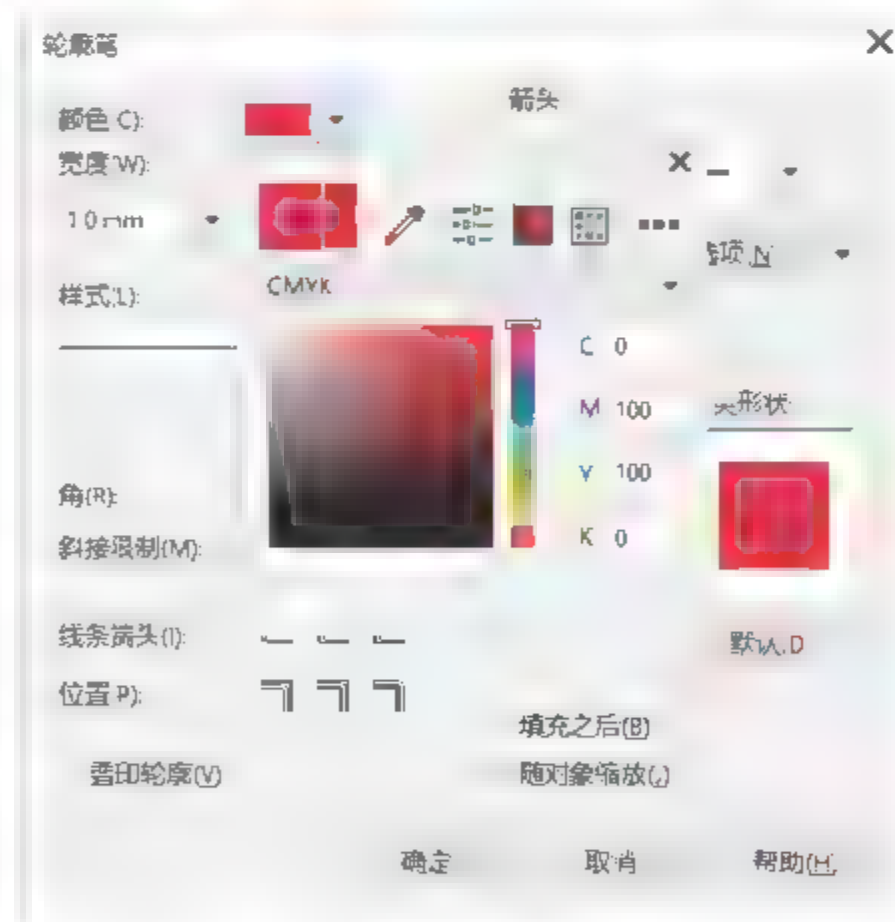 轮廓笔
颜色(C):
箭头
宽度(W):
1.0 mm
选项(N)
样式(L):
CMYK
C 0
M 100
Y 100
K 0
形状
角(R):
斜接限制(M):
线条端头(I):
默认(D)
位置(P):
填充之后(B)
叠印轮廓(V)
随对象缩放(J)
确定 取消 帮助(H)